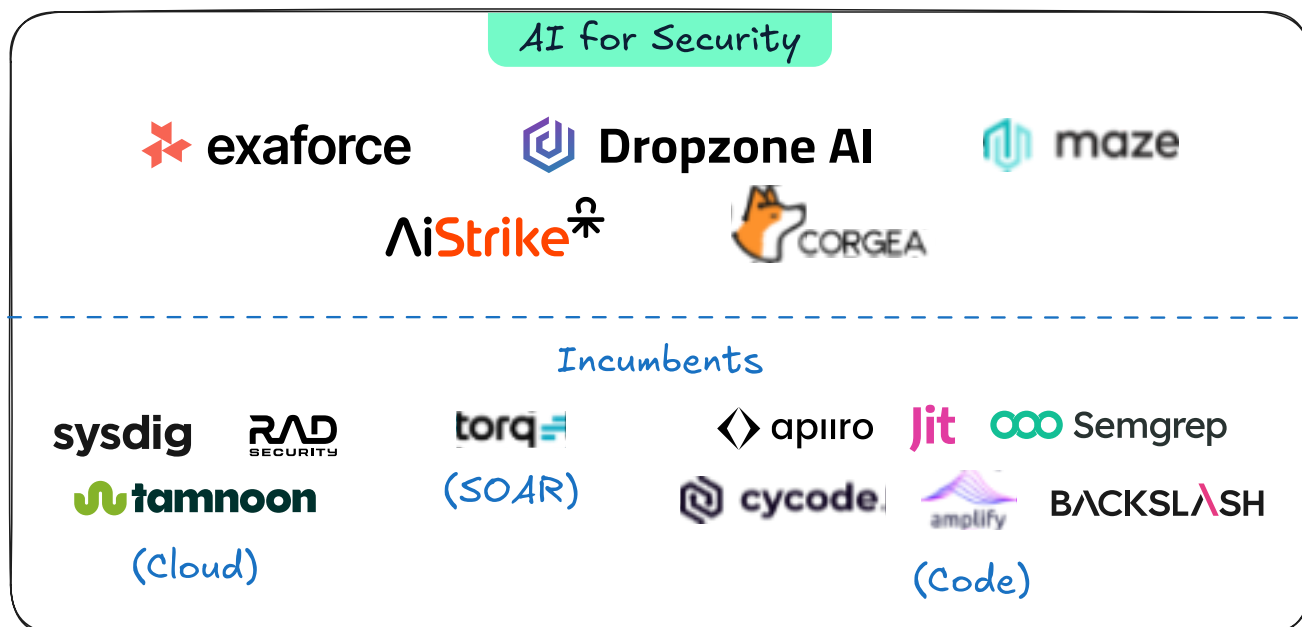 AI for Security
exaforce Dropzone AI maze
AiStrike CORGEA
Incumbents
sysdig RAD SECURITY torq apiiro Jit Semgrep
tamnoon (SOAR) cycode. amplify BACKSLASH
(Cloud) (Code)